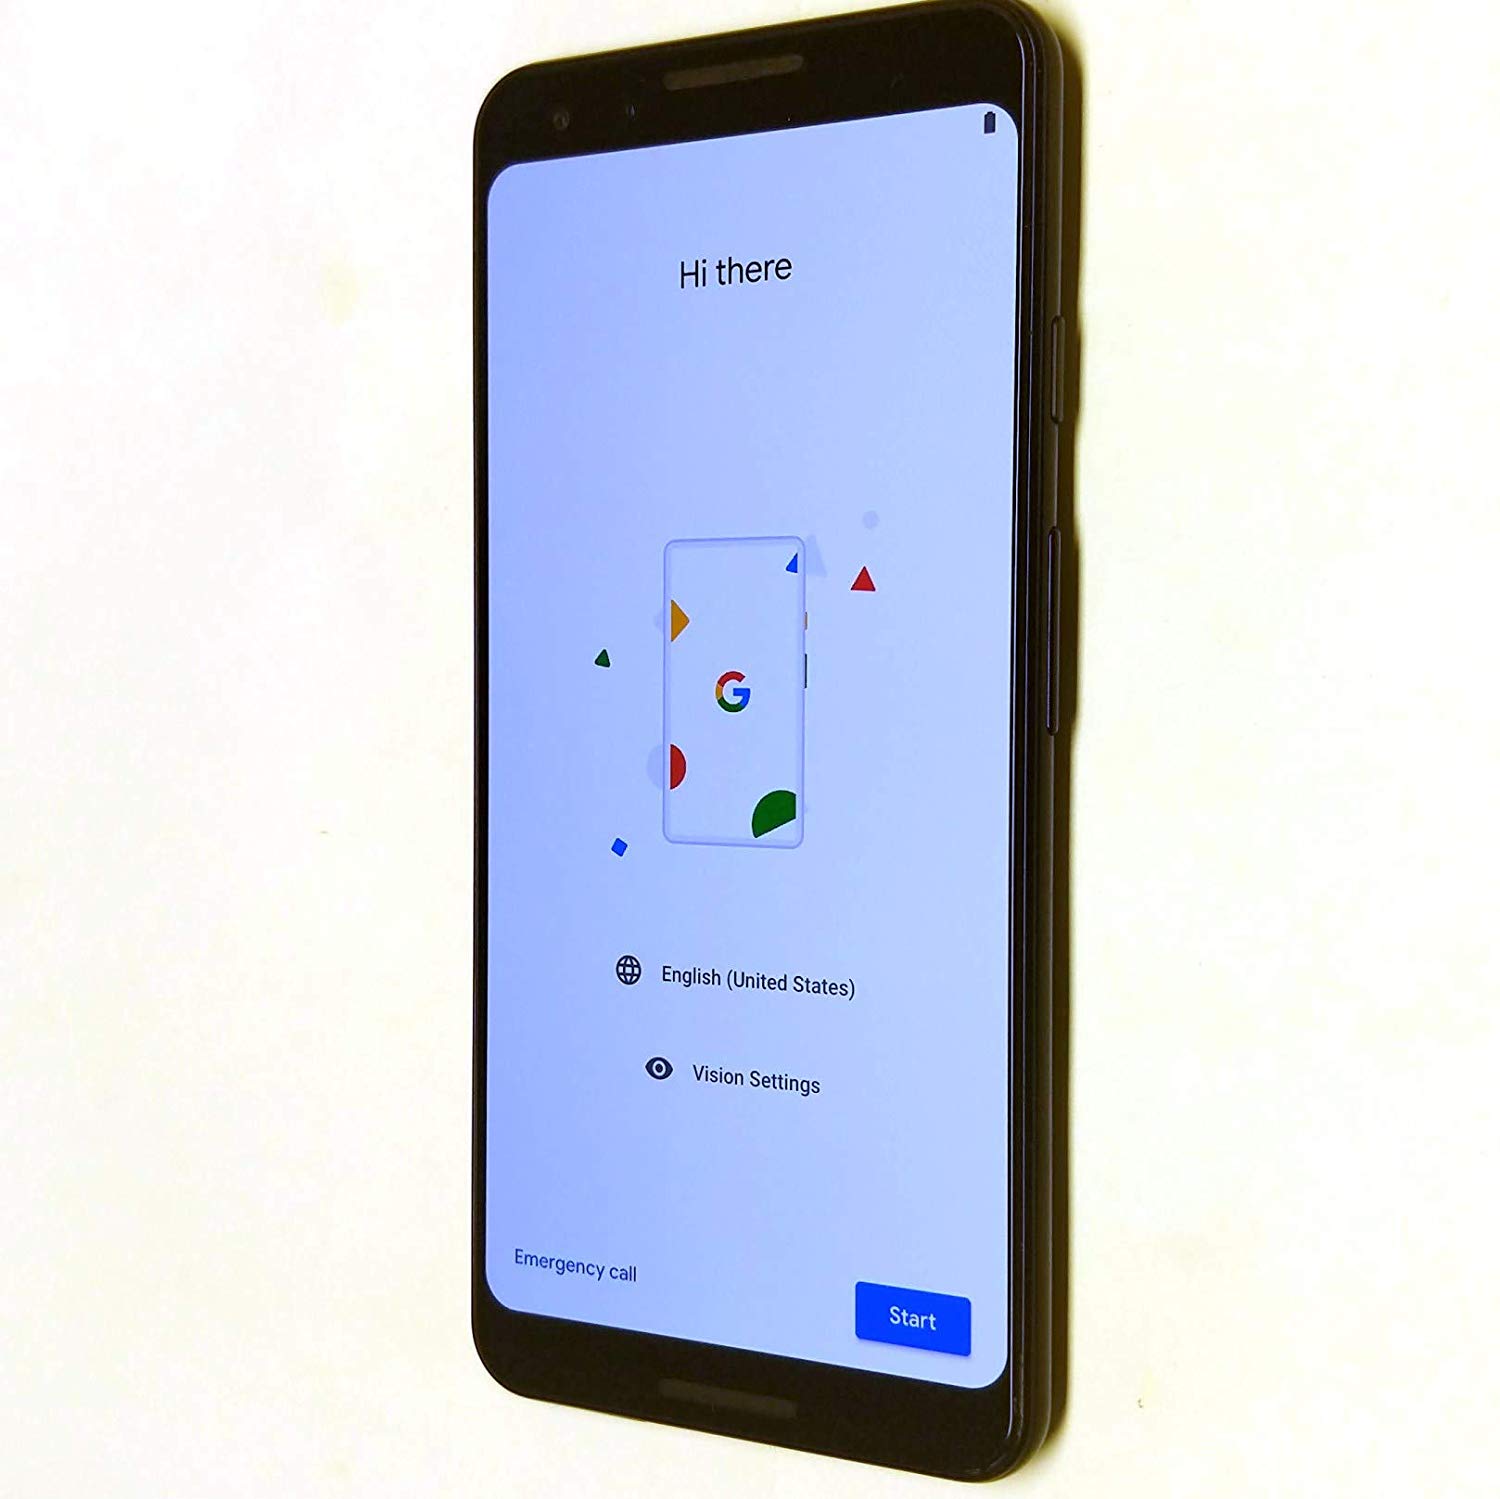 Hi there
G
English (United States)
Vision Settings
Emergency call
Start